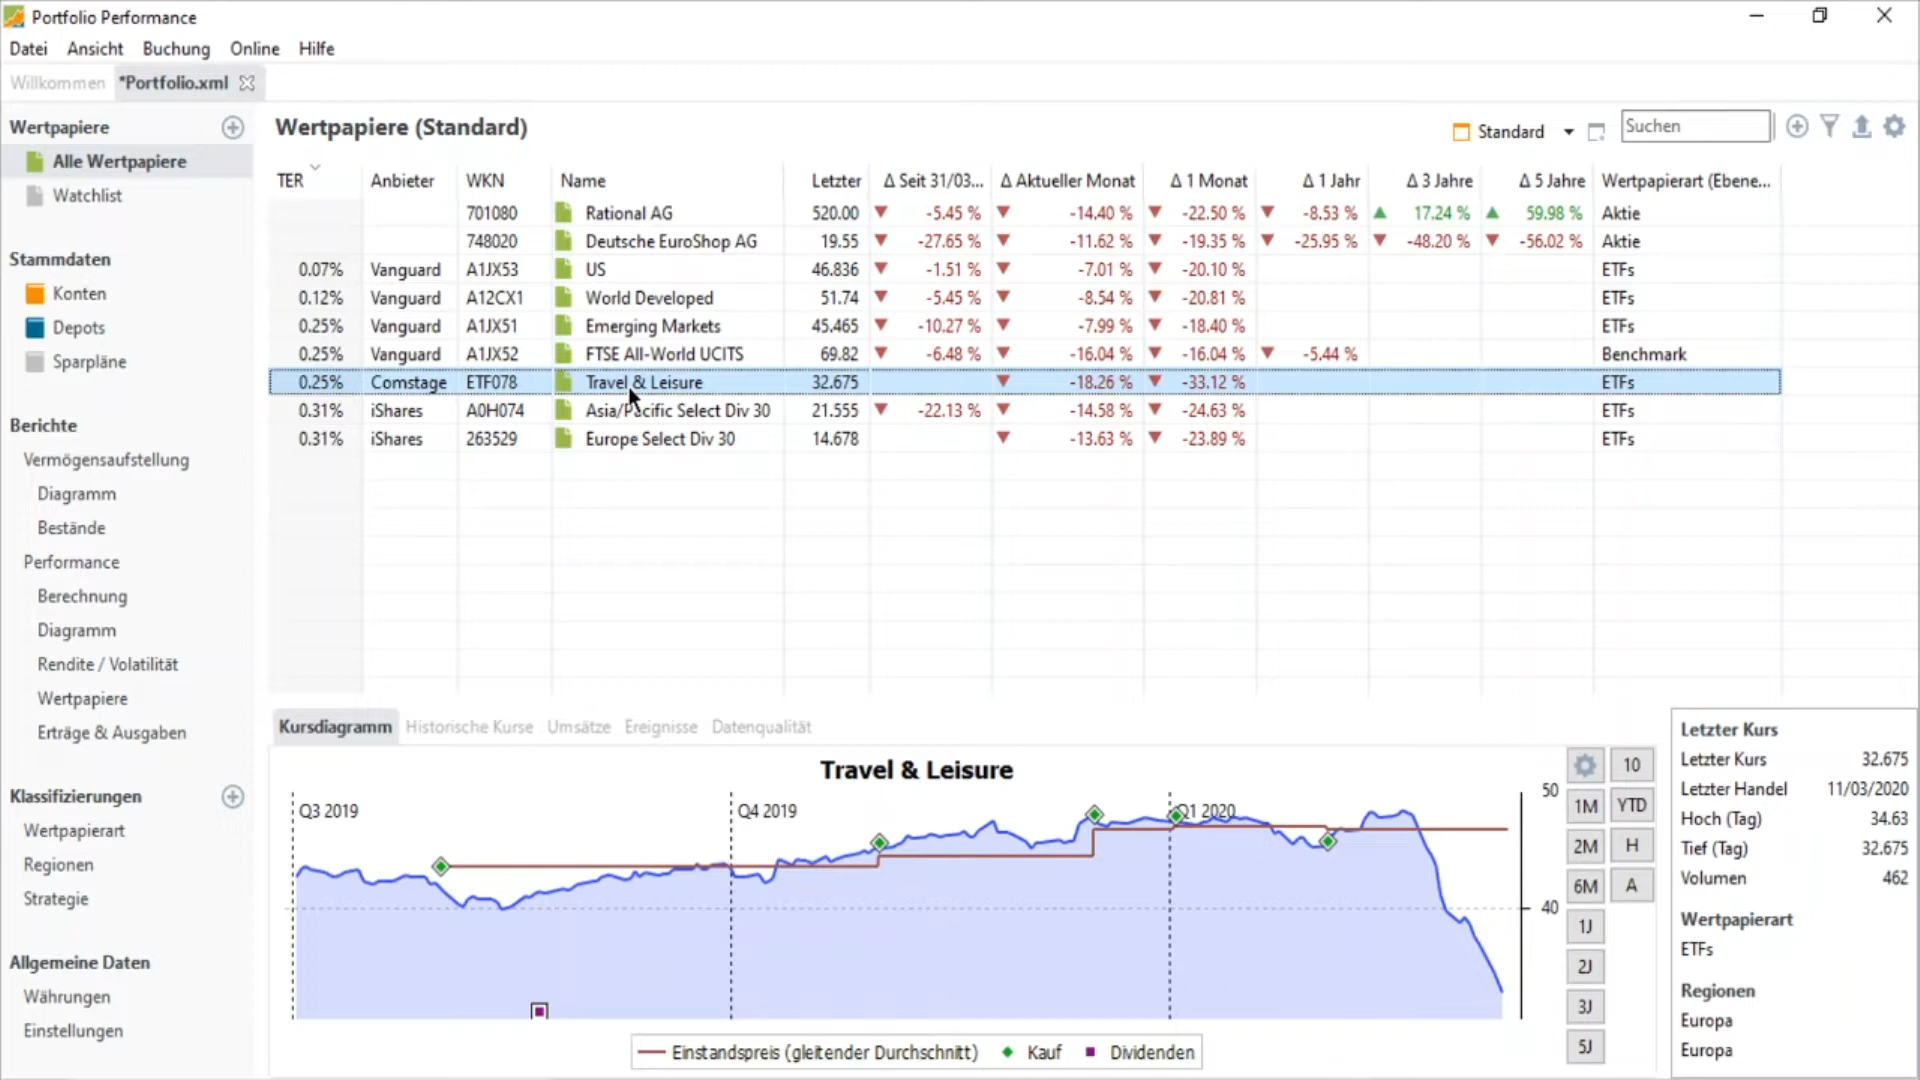 Portfolio Performance
Datei Ansicht Buchung Online Hilfe
Willkommen *Portfolio.xml
Wertpapiere
Alle Wertpapiere
Watchlist
Stammdaten
Konten
Depots
Sparpläne
Berichte
Vermögensaufstellung
Diagramm
Bestände
Performance
Berechnung
Diagramm
Rendite / Volatilität
Wertpapiere
Erträge & Ausgaben
Klassifizierungen
Wertpapierart
Regionen
Strategie
Allgemeine Daten
Währungen
Einstellungen
Wertpapiere (Standard)
Standard Suchen
TER Anbieter WKN Name Letzter Δ Seit 31/03... Δ Aktueller Monat Δ 1 Monat Δ 1 Jahr Δ 3 Jahre Δ 5 Jahre Wertpapierart (Ebene...
701080 Rational AG 520.00 -5.45 % -14.40 % -22.50 % -8.53 % 17.24 % 59.98 % Aktie
748020 Deutsche EuroShop AG 19.55 -27.65 % -11.62 % -19.35 % -25.95 % -48.20 % -56.02 % Aktie
0.07% Vanguard A1JX53 US 46.836 -1.51 % -7.01 % -20.10 % ETFs
0.12% Vanguard A12CX1 World Developed 51.74 -5.45 % -8.54 % -20.81 % ETFs
0.25% Vanguard A1JX51 Emerging Markets 45.465 -10.27 % -7.99 % -18.40 % ETFs
0.25% Vanguard A1JX52 FTSE All-World UCITS 69.82 -6.48 % -16.04 % -16.04 % -5.44 % Benchmark
0.25% Comstage ETF078 Travel & Leisure 32.675 -18.26 % -33.12 % ETFs
0.31% iShares A0H074 Asia/Pacific Select Div 30 21.555 -22.13 % -14.58 % -24.63 % ETFs
0.31% iShares 263529 Europe Select Div 30 14.678 -13.63 % -23.89 % ETFs
Kursdiagramm Historische Kurse Umsätze Ereignisse Datenqualität
Travel & Leisure
Q3 2019 Q4 2019 Q1 2020
50
40
Einstandspreis (gleitender Durchschnitt) Kauf Dividenden
10
1M YTD
2M H
6M A
1J
2J
3J
5J
Letzter Kurs
Letzter Kurs 32.675
Letzter Handel 11/03/2020
Hoch (Tag) 34.63
Tief (Tag) 32.675
Volumen 462
Wertpapierart
ETFs
Regionen
Europa
Europa